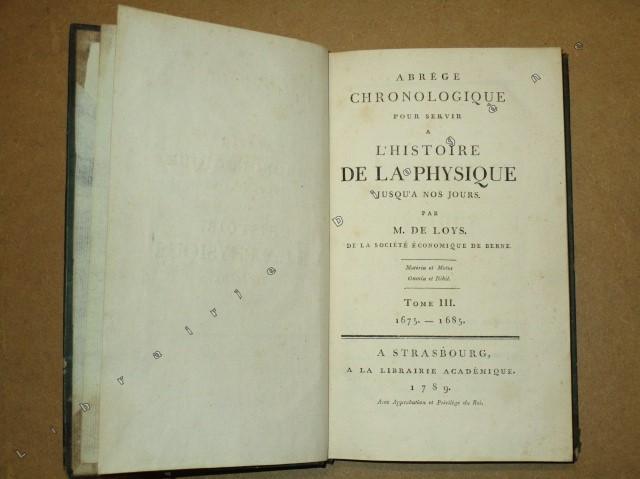 ABRÉGÉ
CHRONOLOGIQUE
POUR SERVIR
A
L'HISTOIRE
DE LA PHYSIQUE
JUSQU'A NOS JOURS.
PAR
M. DE LOYS.
DE LA SOCIÉTÉ ÉCONOMIQUE DE BERNE.
Materia et Motus
Omnia et Nihil.
TOME III.
1675. — 1685.
A STRASBOURG,
A LA LIBRAIRIE ACADÉMIQUE.
1789.
Avec Approbation et Privilége du Roi.